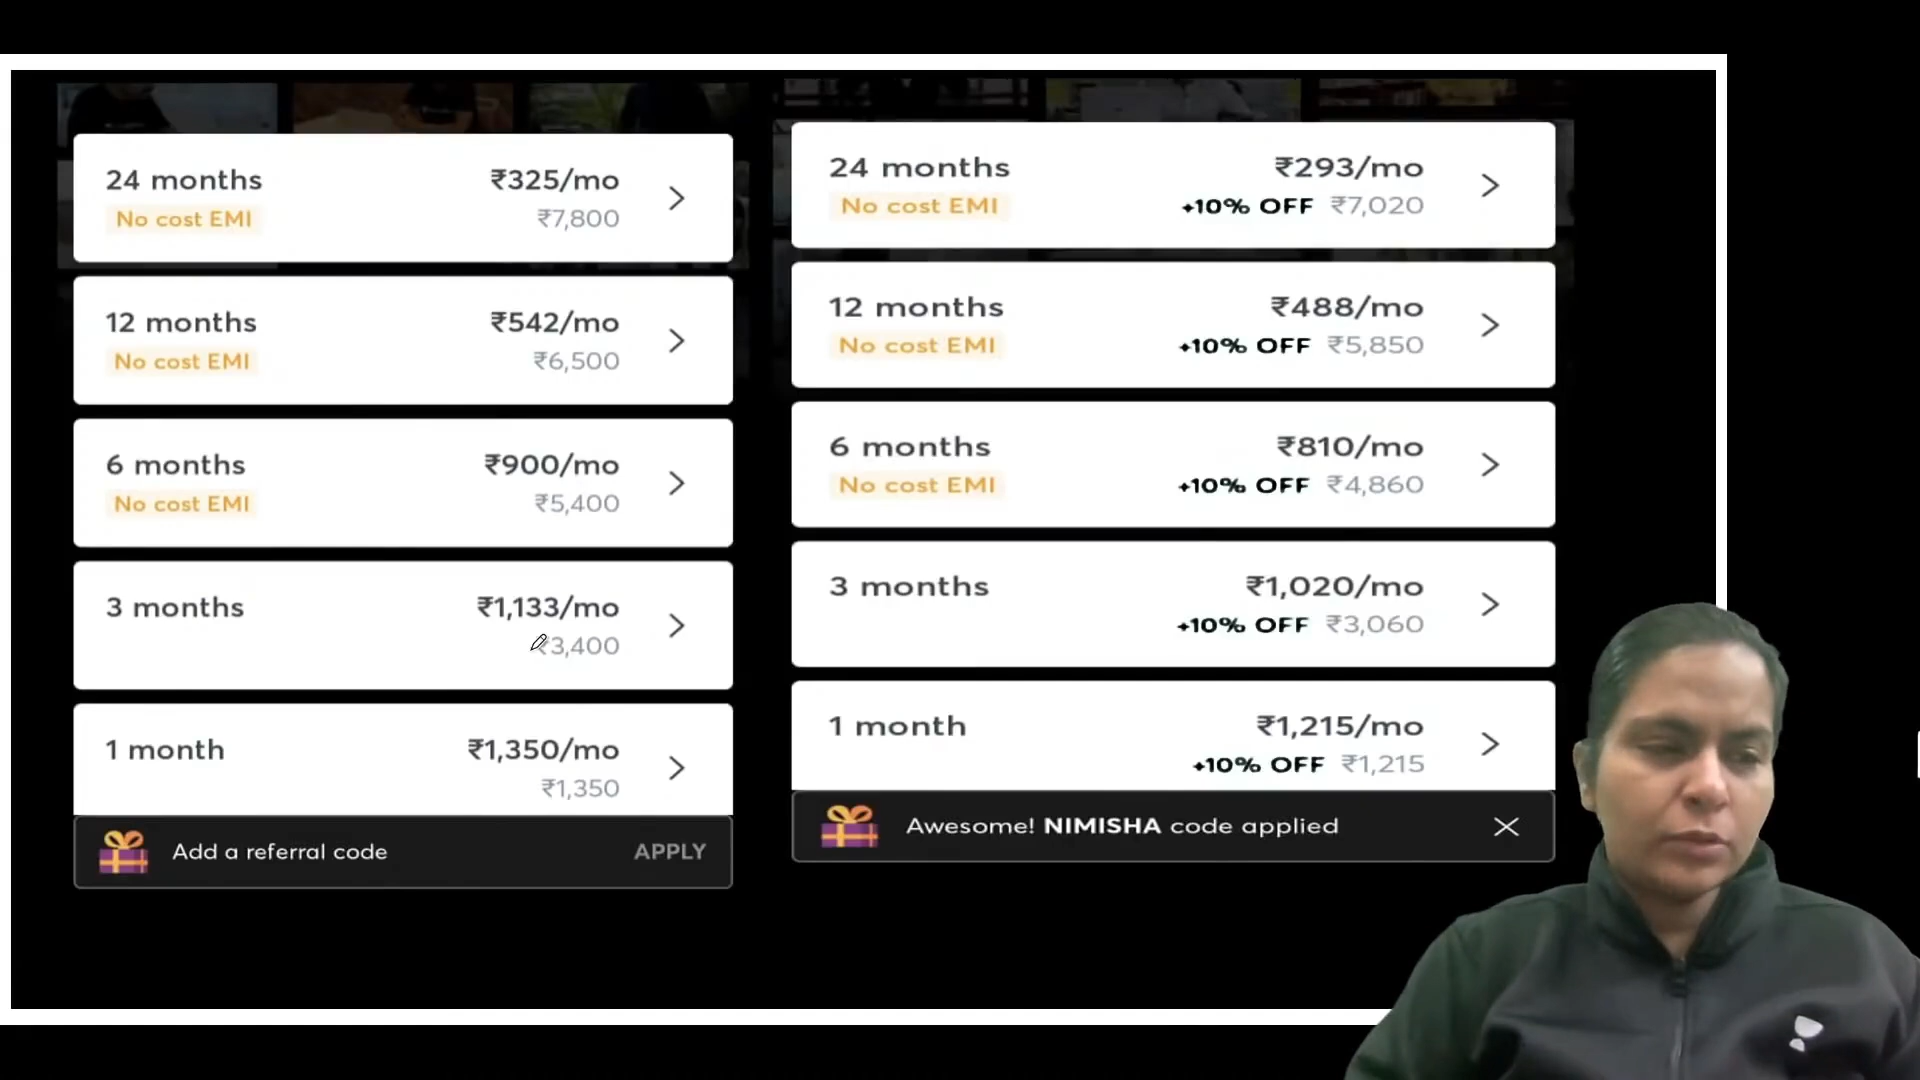 24 months
₹325/mo
No cost EMI
₹7,800
12 months
₹542/mo
No cost EMI
₹6,500
6 months
₹900/mo
No cost EMI
₹5,400
3 months
₹1,133/mo
₹3,400
1 month
₹1,350/mo
₹1,350
Add a referral code
APPLY
24 months
₹293/mo
No cost EMI
+10% OFF ₹7,020
12 months
₹488/mo
No cost EMI
+10% OFF ₹5,850
6 months
₹810/mo
No cost EMI
+10% OFF ₹4,860
3 months
₹1,020/mo
+10% OFF ₹3,060
1 month
₹1,215/mo
+10% OFF ₹1,215
Awesome! NIMISHA code applied